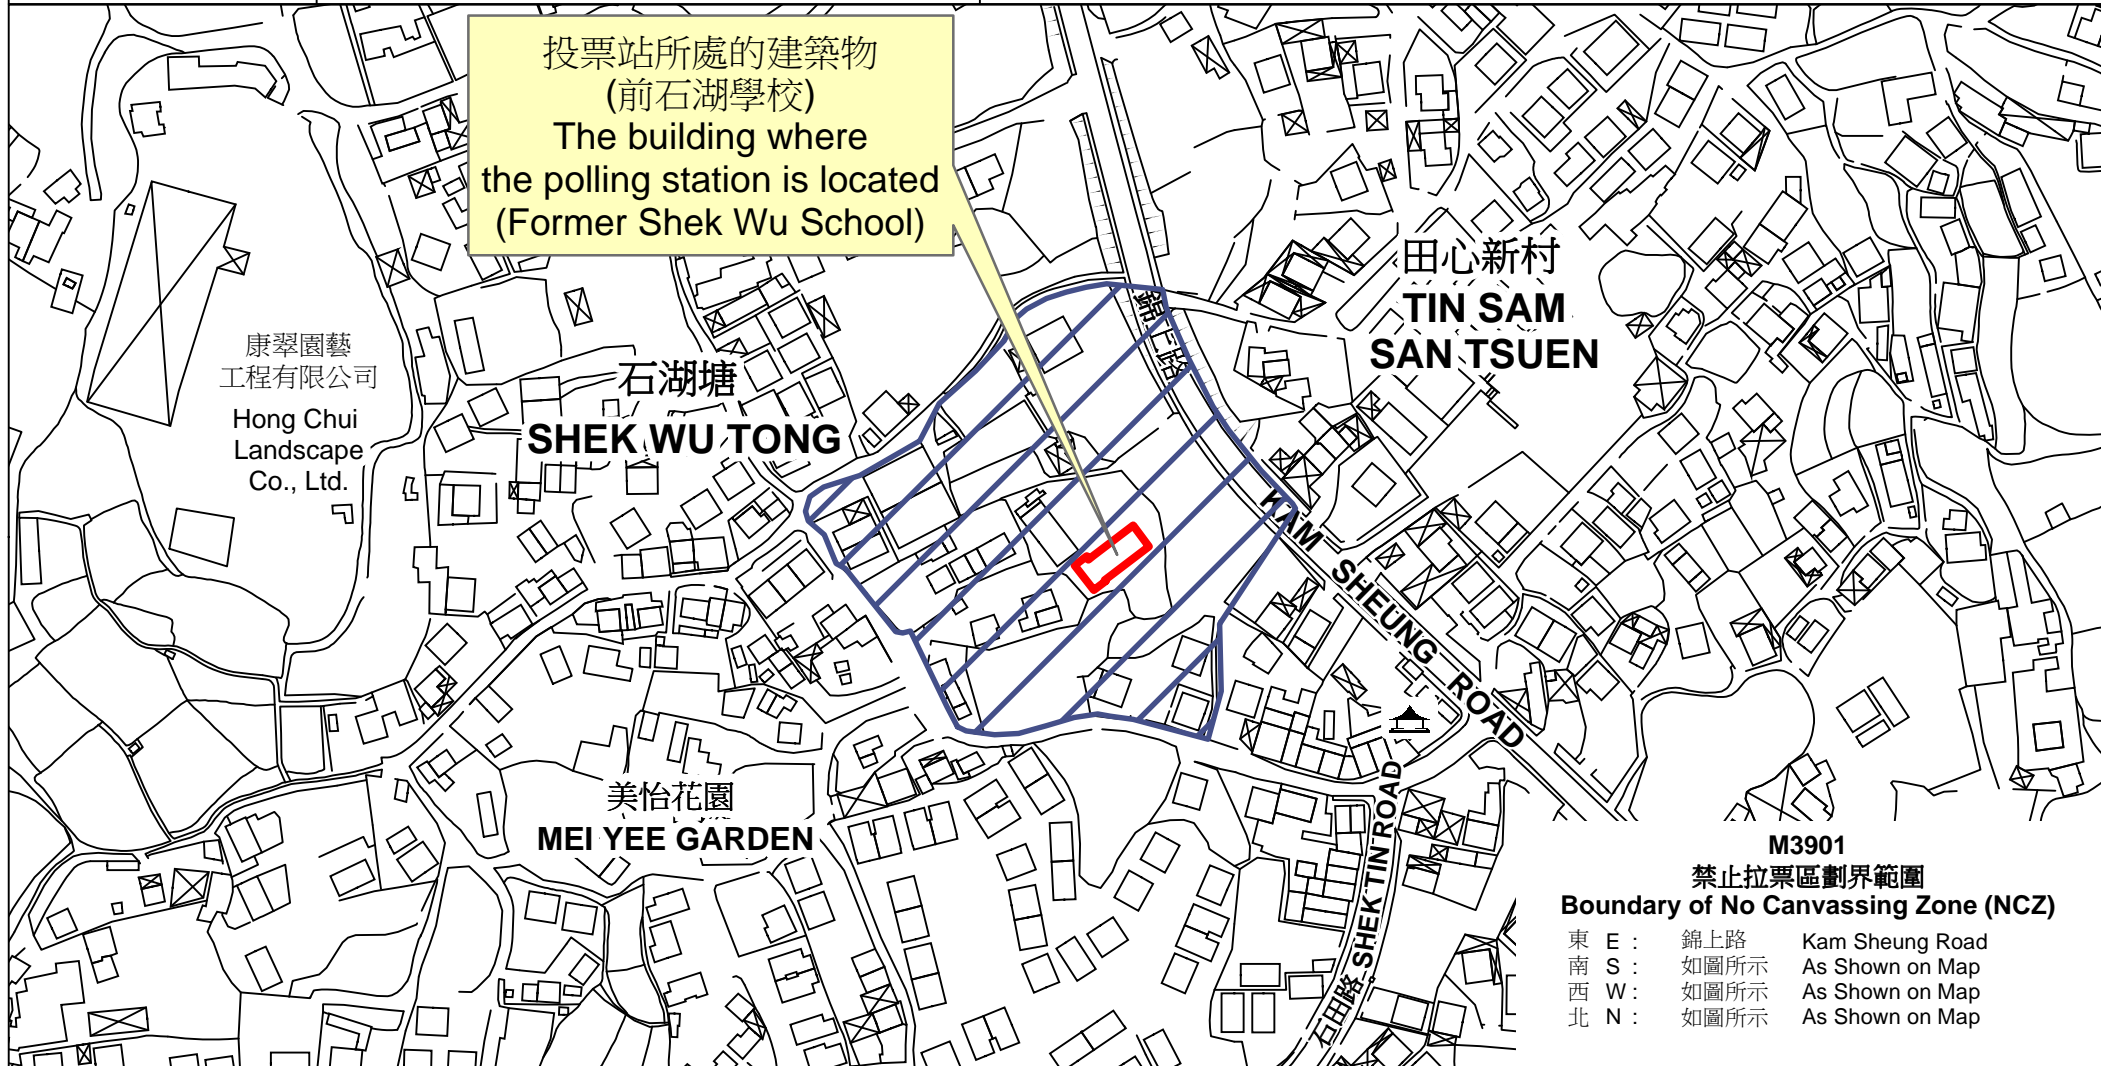 投票站所處的建築物
(前石湖學校)
The building where
the polling station is located
(Former Shek Wu School)
田心新村
TIN SAM
SAN TSUEN
錦上路
康翠園藝
工程有限公司
Hong Chui
Landscape
Co., Ltd.
石湖塘
SHEK WU TONG
KAM SHEUNG ROAD
美怡花園
MEI YEE GARDEN
石田路 SHEK TIN ROAD
M3901
禁止拉票區劃界範圍
Boundary of No Canvassing Zone (NCZ)
東 E : 錦上路 Kam Sheung Road
南 S : 如圖所示 As Shown on Map
西 W : 如圖所示 As Shown on Map
北 N : 如圖所示 As Shown on Map